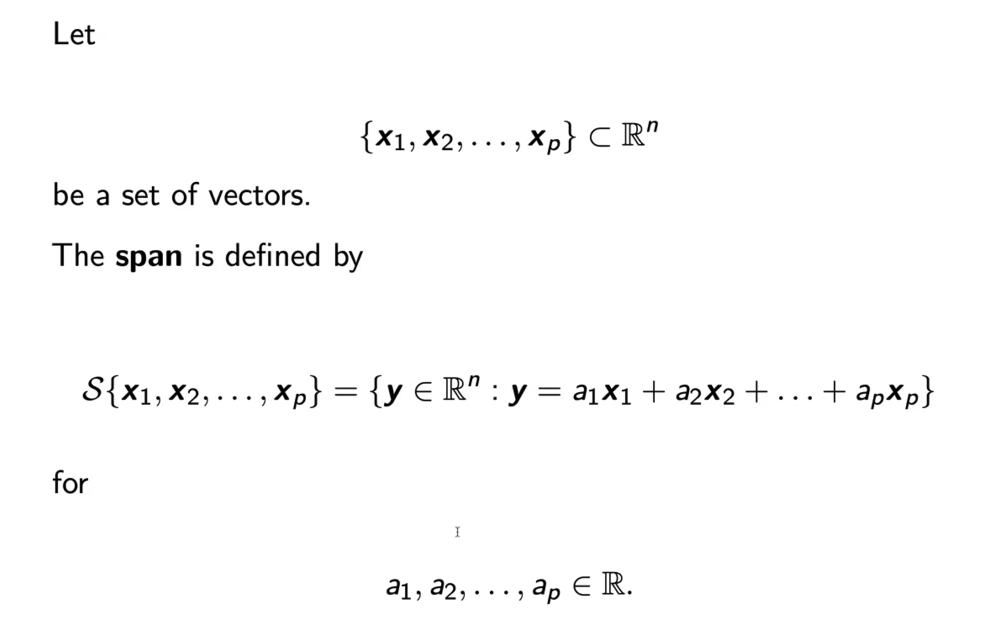 Let
{x₁, x₂, . . . , xₚ} ⊂ ℝⁿ
be a set of vectors.
The span is defined by
𝒮{x₁, x₂, . . . , xₚ} = {y ∈ ℝⁿ : y = a₁x₁ + a₂x₂ + . . . + aₚxₚ}
for
a₁, a₂, . . . , aₚ ∈ ℝ.